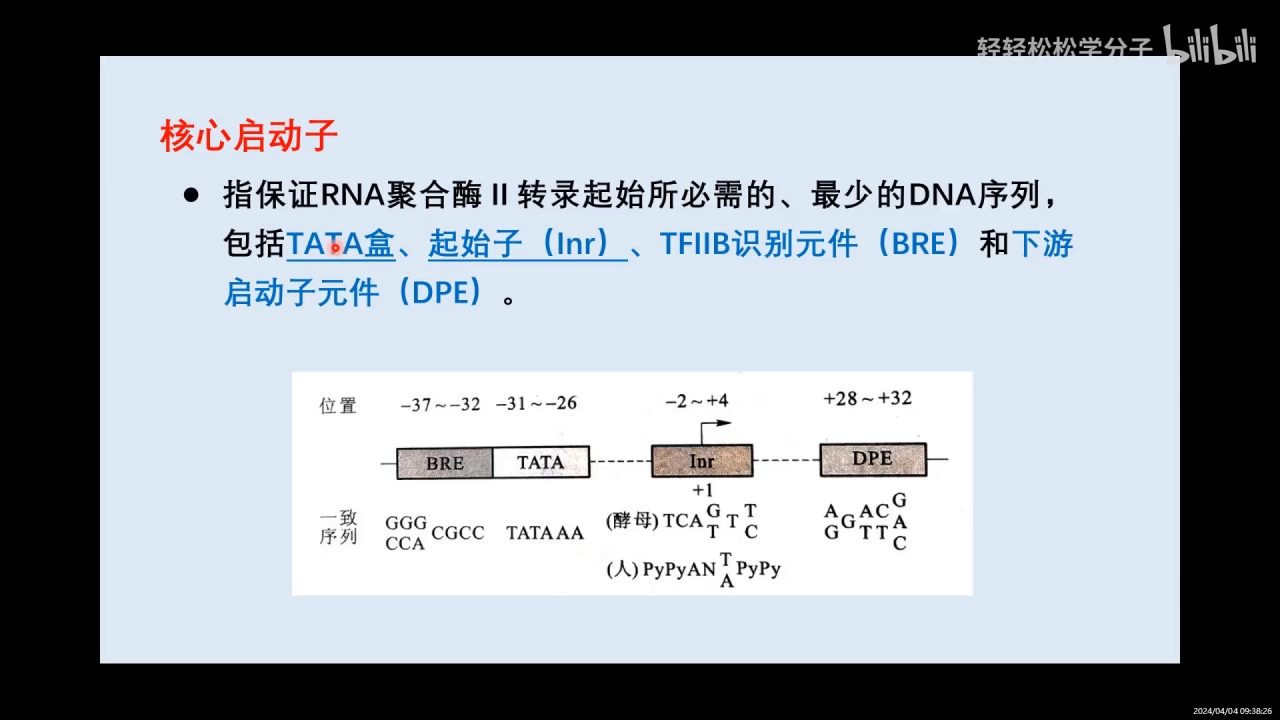 轻轻松松学分子 bilibili
核心启动子
● 指保证RNA聚合酶 II 转录起始所必需的、最少的DNA序列，
包括TATA盒、起始子（Inr）、TFIIB识别元件（BRE）和下游
启动子元件（DPE）。
位置 −37～−32 −31～−26 −2～+4 +28～+32
BRE TATA Inr DPE
+1
一致
序列
GGG
CCA
CGCC TATAAA
(酵母)TCA G T T
T C
A G AC G
G TT A
C
(人)PyPyAN T PyPy
A
2024/04/04 09:38:26